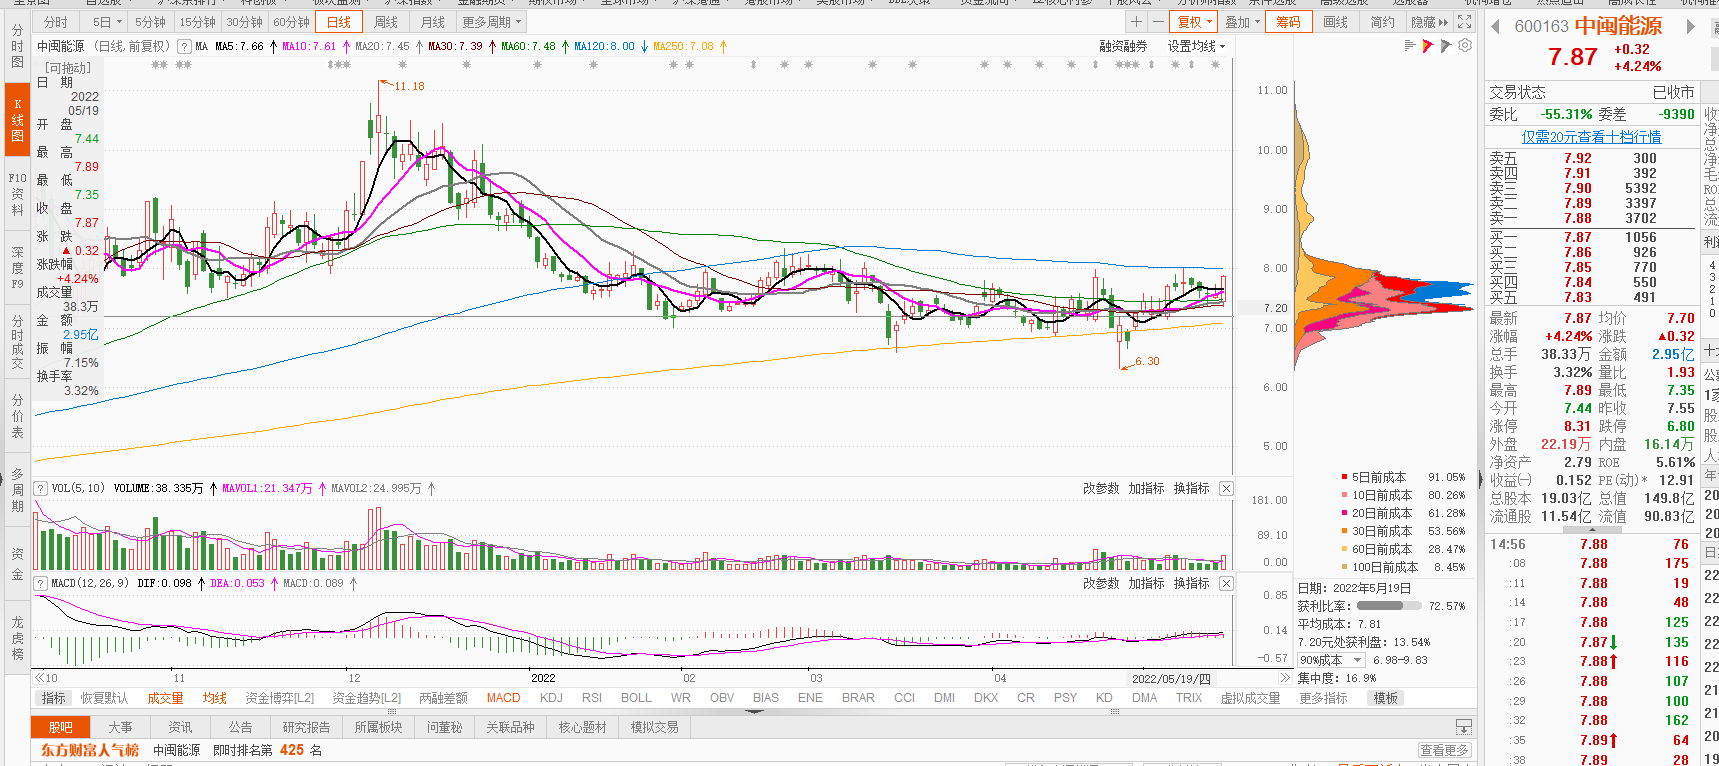 分时 5日 5分钟 15分钟 30分钟 60分钟 日线 周线 月线 更多周期
复权 叠加 筹码 画线 简约 隐藏
600163 中闽能源
7.87 +0.32 +4.24%
分时图
K线图
F10资料
深度F9
分时成交
分价表
多周期
资金
龙虎榜
中闽能源 (日线,前复权) ? MA MA5:7.66 MA10:7.61 MA20:7.45 MA30:7.39 MA60:7.48 MA120:8.00 MA250:7.08
融资融券 设置均线
[可拖动]
日期
2022
05/19
开盘
7.44
最高
7.89
最低
7.35
收盘
7.87
涨跌
▲0.32
涨跌幅
+4.24%
成交量
38.3万
金额
2.95亿
振幅
7.15%
换手率
3.32%
11.18
6.30
11.00
10.00
9.00
8.00
7.20
7.00
6.00
5.00
? VOL(5,10) VOLUME:38.335万 MAVOL1:21.347万 MAVOL2:24.995万
改参数 加指标 换指标
181.00
89.10
0.00
? MACD(12,26,9) DIF:0.098 DEA:0.053 MACD:0.089
改参数 加指标 换指标
0.85
0.14
-0.57
10 11 12 2022 02 03 04 2022/05/19/四
指标 恢复默认 成交量 均线 资金博弈[L2] 资金趋势[L2] 两融差额 MACD KDJ RSI BOLL WR OBV BIAS ENE BRAR CCI DMI DKX CR PSY KD DMA TRIX 虚拟成交量 更多指标 模板
股吧 大事 资讯 公告 研究报告 所属板块 问董秘 关联品种 核心题材 模拟交易
东方财富人气榜 中闽能源 即时排名第 425 名
查看更多
5日前成本 91.05%
10日前成本 80.26%
20日前成本 61.28%
30日前成本 53.56%
60日前成本 28.47%
100日前成本 8.45%
日期: 2022年5月19日
获利比率: 72.57%
平均成本: 7.81
7.20元处获利盘: 13.54%
90%成本 6.98-9.83
集中度: 16.9%
交易状态 已收市
委比 -55.31% 委差 -9390
仅需20元查看十档行情
卖五 7.92 300
卖四 7.91 392
卖三 7.90 5392
卖二 7.89 3397
卖一 7.88 3702
买一 7.87 1056
买二 7.86 926
买三 7.85 770
买四 7.84 550
买五 7.83 491
最新 7.87 均价 7.70
涨幅 +4.24% 涨跌 ▲0.32
总手 38.33万 金额 2.95亿
换手 3.32% 量比 1.93
最高 7.89 最低 7.35
今开 7.44 昨收 7.55
涨停 8.31 跌停 6.80
外盘 22.19万 内盘 16.14万
净资产 2.79 ROE 5.61%
收益(一) 0.152 PE(动)* 12.91
总股本 19.03亿 总值 149.8亿
流通股 11.54亿 流值 90.83亿
14:56 7.88 76
:08 7.88 175
:11 7.88 19
:14 7.88 48
:17 7.88 125
:20 7.87 135
:23 7.88 116
:26 7.88 107
:29 7.88 100
:32 7.88 162
:35 7.89 64
:38 7.89 28